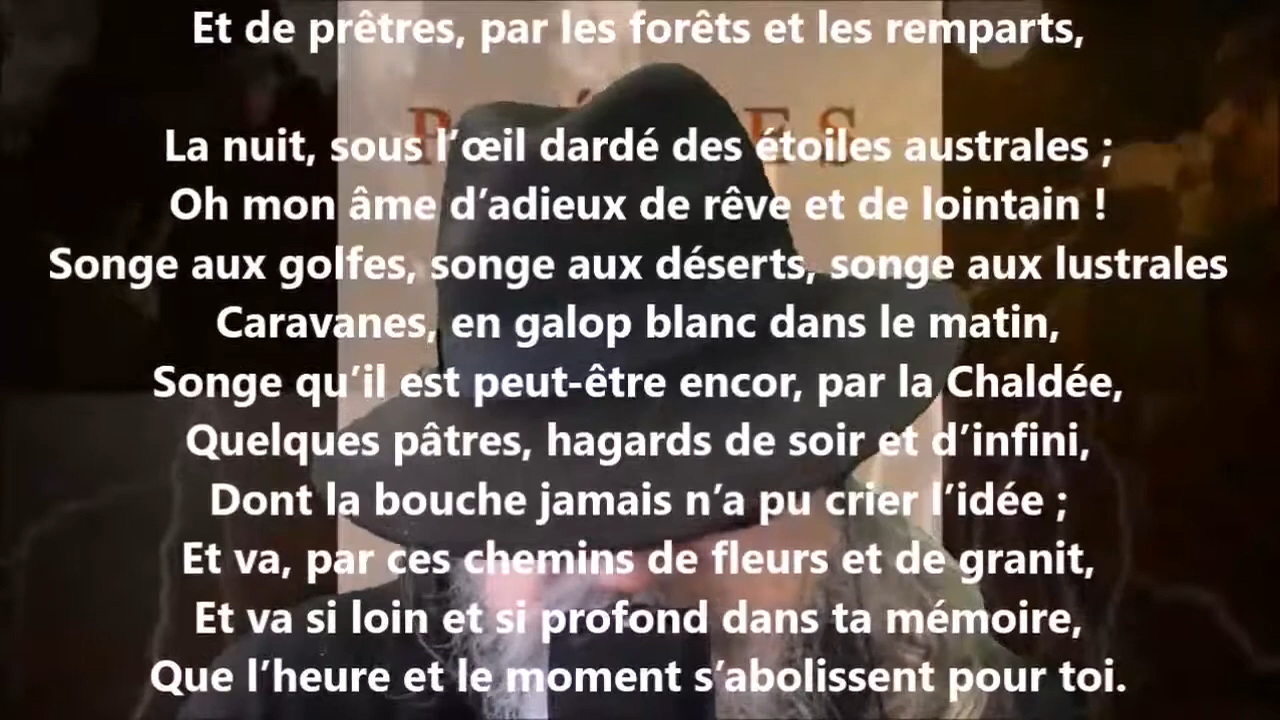 Et de prêtres, par les forêts et les remparts,
La nuit, sous l’œil dardé des étoiles australes ;
Oh mon âme d’adieux de rêve et de lointain !
Songe aux golfes, songe aux déserts, songe aux lustrales
Caravanes, en galop blanc dans le matin,
Songe qu’il est peut-être encor, par la Chaldée,
Quelques pâtres, hagards de soir et d’infini,
Dont la bouche jamais n’a pu crier l’idée ;
Et va, par ces chemins de fleurs et de granit,
Et va si loin et si profond dans ta mémoire,
Que l’heure et le moment s’abolissent pour toi.